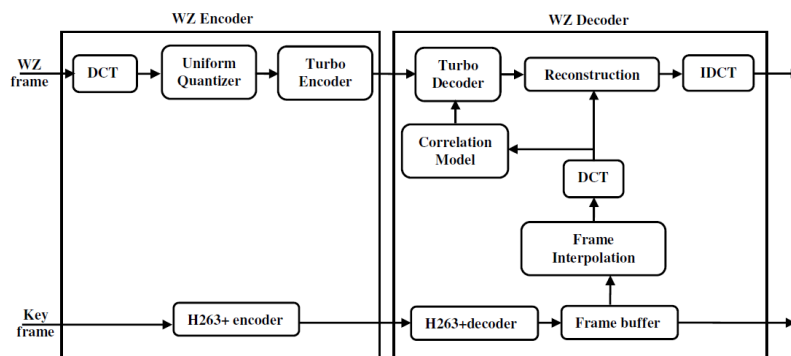 WZ Encoder
WZ Decoder
WZ
frame
DCT
Uniform
Quantizer
Turbo
Encoder
Turbo
Decoder
Reconstruction
IDCT
Correlation
Model
DCT
Frame
Interpolation
Key
frame
H263+ encoder
H263+decoder
Frame buffer